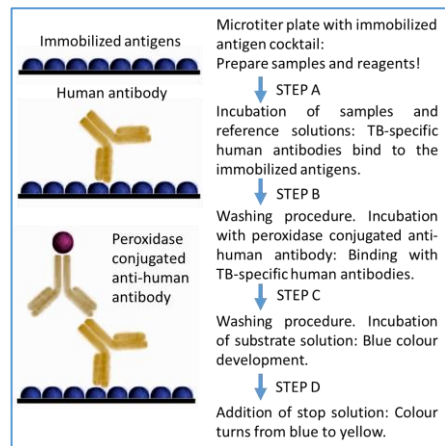 Immobilized antigens
Human antibody
Peroxidase
conjugated
anti-human
antibody
Microtiter plate with immobilized
antigen cocktail:
Prepare samples and reagents!
STEP A
Incubation of samples and
reference solutions: TB-specific
human antibodies bind to the
immobilized antigens.
STEP B
Washing procedure. Incubation
with peroxidase conjugated anti-
human antibody: Binding with
TB-specific human antibodies.
STEP C
Washing procedure. Incubation
of substrate solution: Blue colour
development.
STEP D
Addition of stop solution: Colour
turns from blue to yellow.